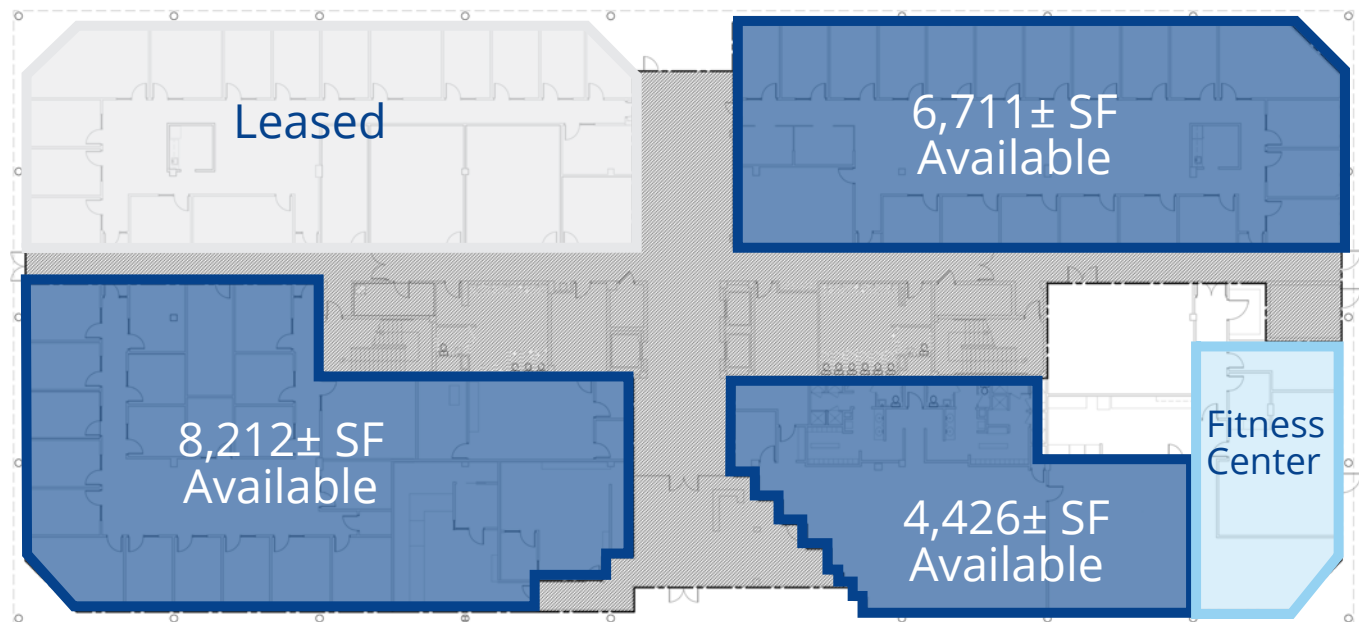 Leased
6,711± SF
Available
8,212± SF
Available
Fitness
Center
4,426± SF
Available